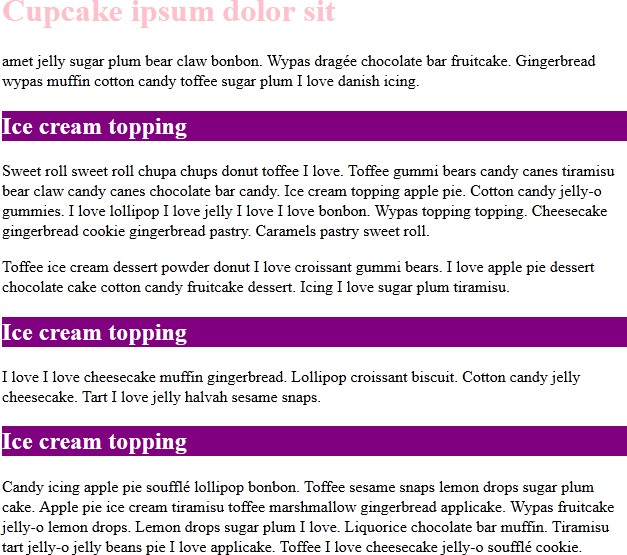 Cupcake ipsum dolor sit
amet jelly sugar plum bear claw bonbon. Wypas dragée chocolate bar fruitcake. Gingerbread
wypas muffin cotton candy toffee sugar plum I love danish icing.
Ice cream topping
Sweet roll sweet roll chupa chups donut toffee I love. Toffee gummi bears candy canes tiramisu
bear claw candy canes chocolate bar candy. Ice cream topping apple pie. Cotton candy jelly-o
gummies. I love lollipop I love jelly I love I love bonbon. Wypas topping topping. Cheesecake
gingerbread cookie gingerbread pastry. Caramels pastry sweet roll.
Toffee ice cream dessert powder donut I love croissant gummi bears. I love apple pie dessert
chocolate cake cotton candy fruitcake dessert. Icing I love sugar plum tiramisu.
Ice cream topping
I love I love cheesecake muffin gingerbread. Lollipop croissant biscuit. Cotton candy jelly
cheesecake. Tart I love jelly halvah sesame snaps.
Ice cream topping
Candy icing apple pie soufflé lollipop bonbon. Toffee sesame snaps lemon drops sugar plum
cake. Apple pie ice cream tiramisu toffee marshmallow gingerbread applicake. Wypas fruitcake
jelly-o lemon drops. Lemon drops sugar plum I love. Liquorice chocolate bar muffin. Tiramisu
tart jelly-o jelly beans pie I love applicake. Toffee I love cheesecake jelly-o soufflé cookie.